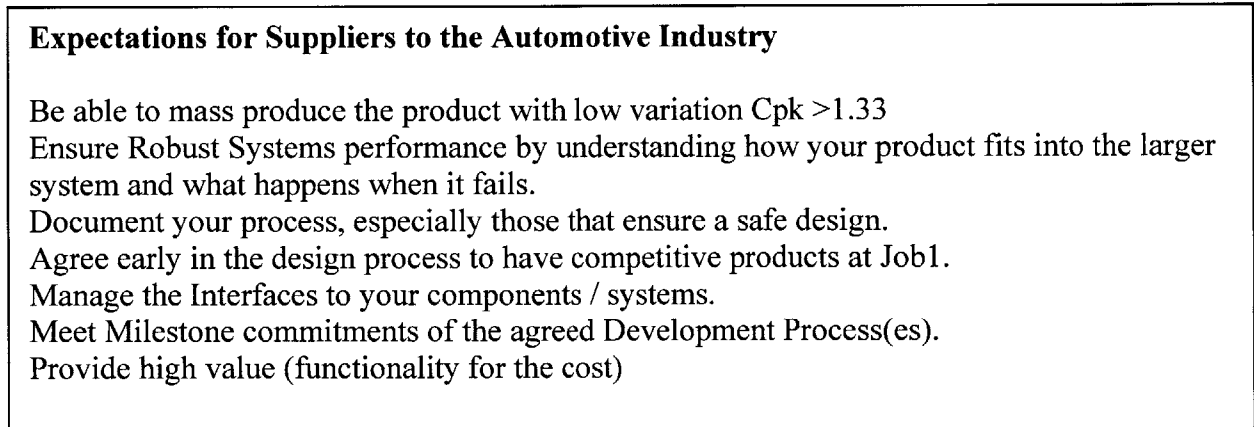 Expectations for Suppliers to the Automotive Industry
Be able to mass produce the product with low variation Cpk >1.33
Ensure Robust Systems performance by understanding how your product fits into the larger
system and what happens when it fails.
Document your process, especially those that ensure a safe design.
Agree early in the design process to have competitive products at Job1.
Manage the Interfaces to your components / systems.
Meet Milestone commitments of the agreed Development Process(es).
Provide high value (functionality for the cost)